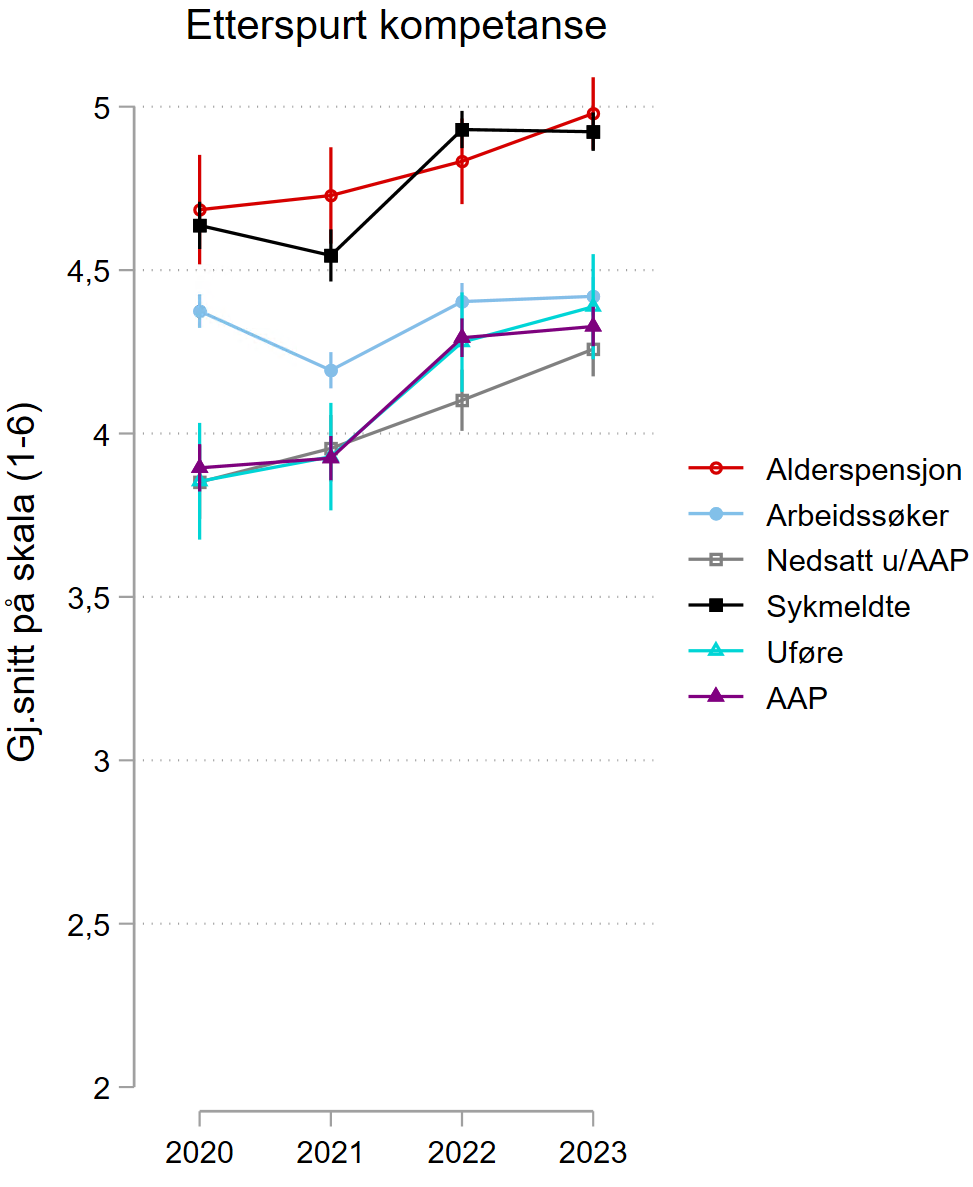 Etterspurt kompetanse
Gj.snitt på skala (1-6)
5
4,5
4
3,5
3
2,5
2
2020 2021 2022 2023
Alderspensjon
Arbeidssøker
Nedsatt u/AAP
Sykmeldte
Uføre
AAP